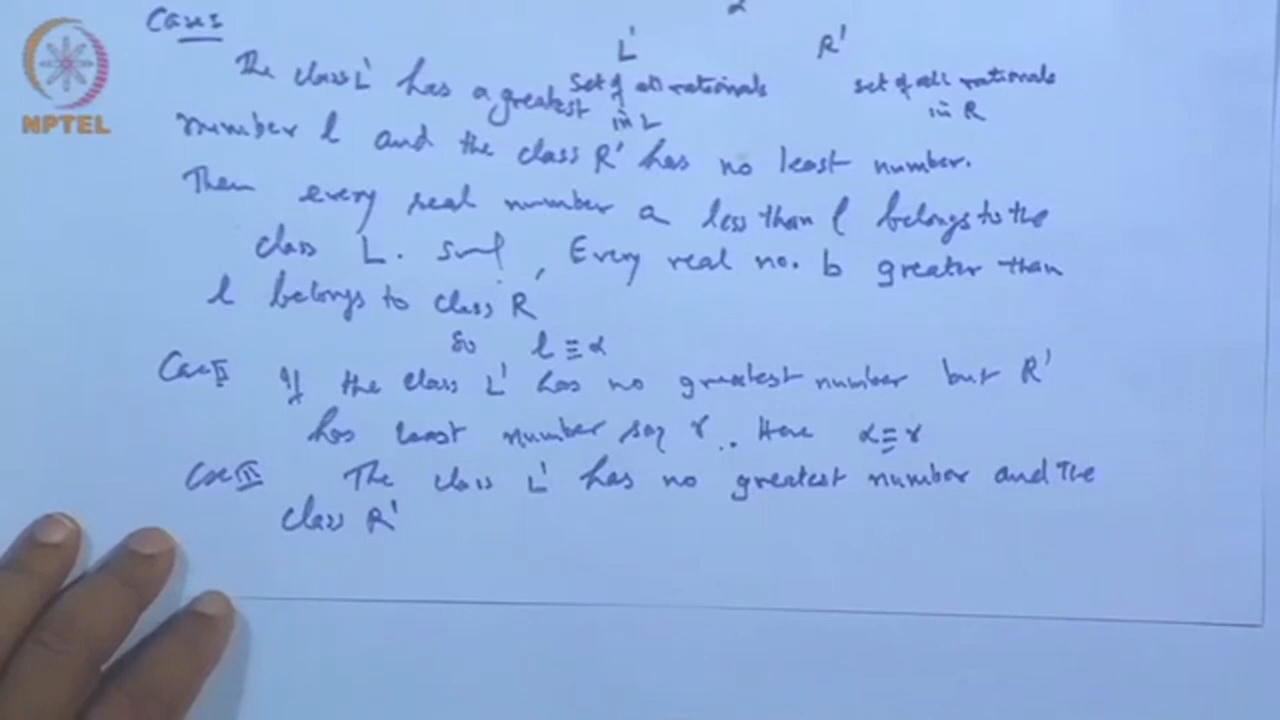 Case I
α
L' R'
The class L' has a greatest set of all rationals set of all rationals
in L in R
number l and the class R' has no least number.
Then every real number a less than l belongs to the
class L. Simly, Every real no. b greater than
l belongs to class R
So l ≡ α
Case II If the class L' has no greatest number but R'
has least number say r. Here α ≡ r
Case III The class L' has no greatest number and the
class R'
NPTEL